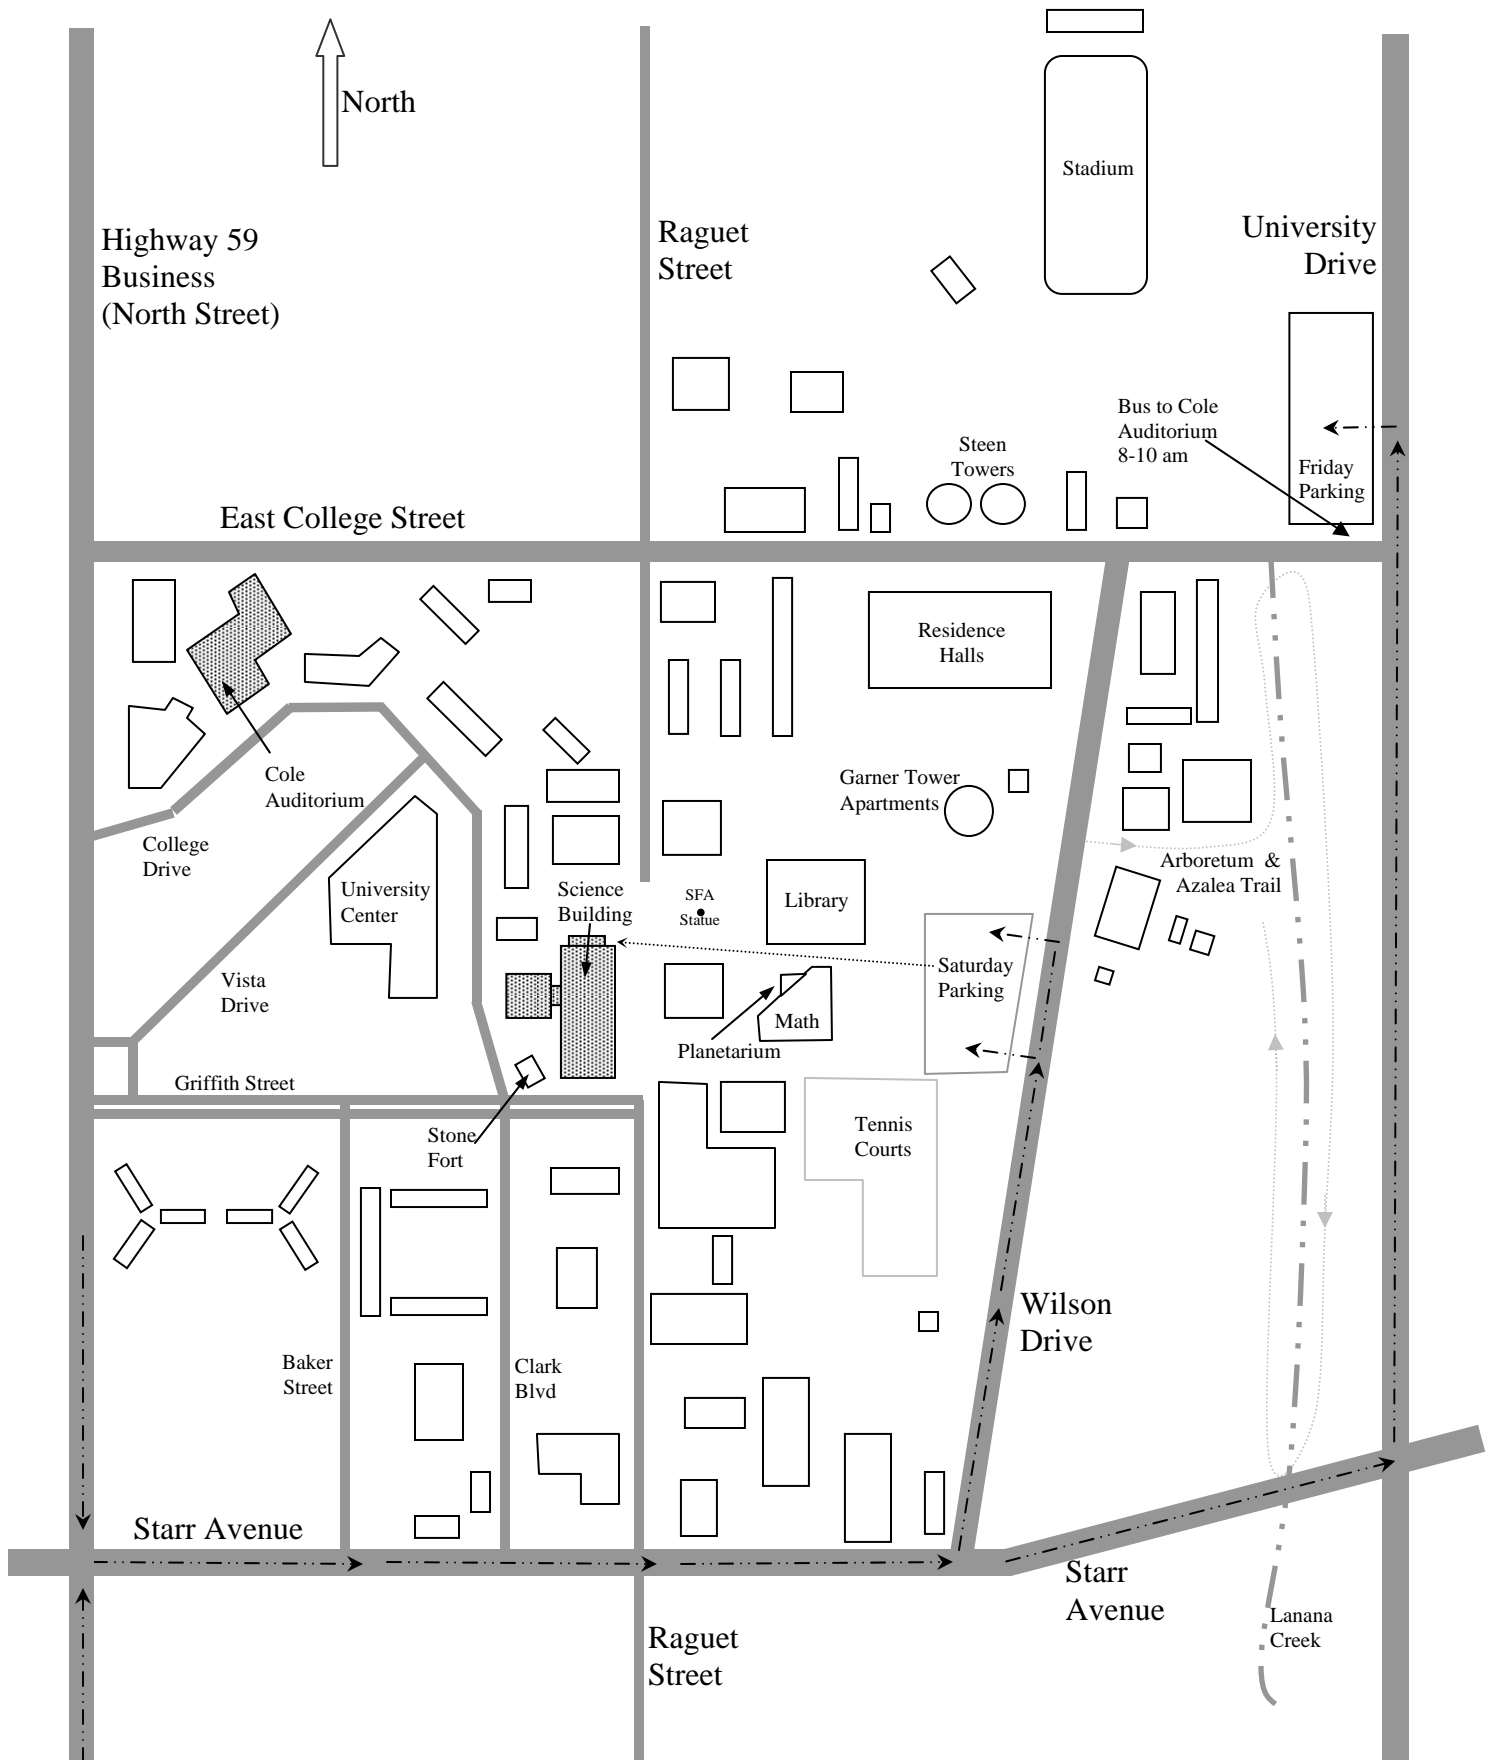 North
Stadium
Highway 59
Business
(North Street)
Raguet
Street
University
Drive
Bus to Cole
Auditorium
8-10 am
Steen
Towers
Friday
Parking
East College Street
Residence
Halls
Cole
Auditorium
Garner Tower
Apartments
College
Drive
University
Center
Science
Building
SFA
Statue
Library
Arboretum &
Azalea Trail
Vista
Drive
Saturday
Parking
Math
Planetarium
Griffith Street
Stone
Fort
Tennis
Courts
Wilson
Drive
Baker
Street
Clark
Blvd
Starr Avenue
Starr
Avenue
Lanana
Creek
Raguet
Street